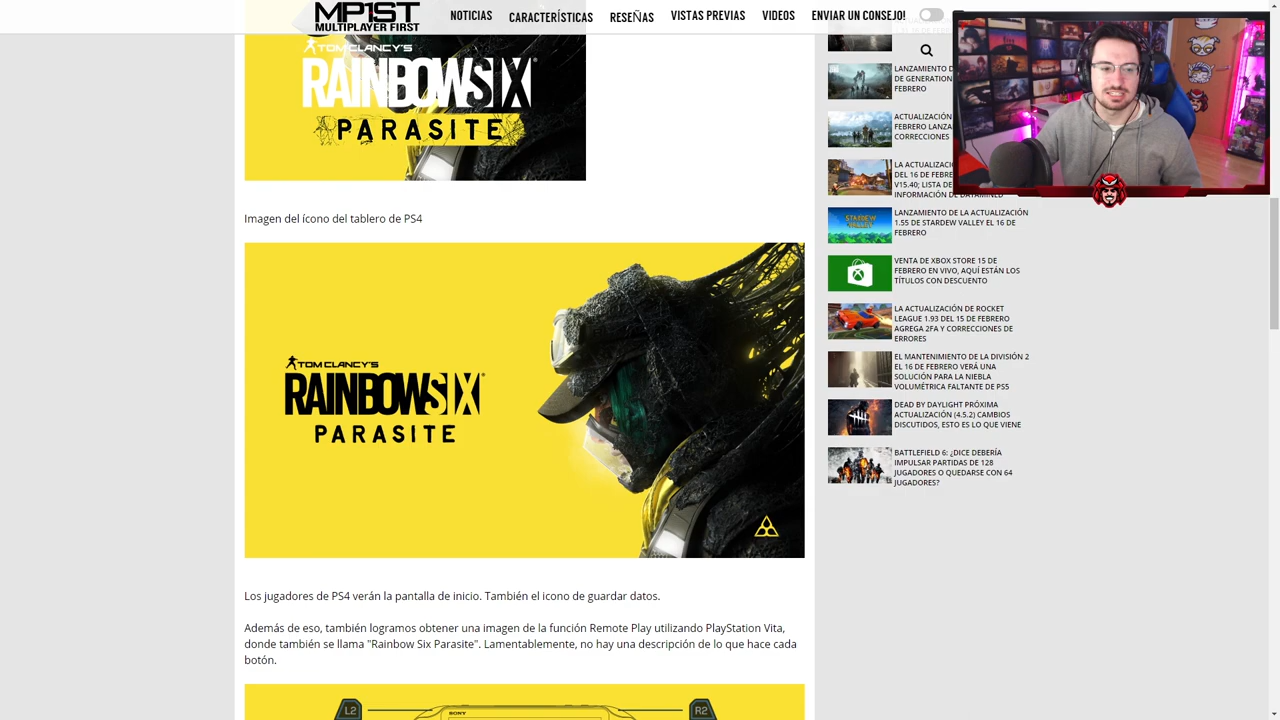 MP1ST
MULTIPLAYER FIRST
NOTICIAS
CARACTERÍSTICAS
RESEÑAS
VISTAS PREVIAS
VIDEOS
ENVIAR UN CONSEJO!
TOM CLANCY'S
RAINBOW SIX
PARASITE
Imagen del ícono del tablero de PS4
TOM CLANCY'S
RAINBOW SIX
PARASITE
Los jugadores de PS4 verán la pantalla de inicio. También el icono de guardar datos.
Además de eso, también logramos obtener una imagen de la función Remote Play utilizando PlayStation Vita,
donde también se llama "Rainbow Six Parasite". Lamentablemente, no hay una descripción de lo que hace cada
botón.
L2
SONY
R2
LANZAMIENTO
DE GENERATION
FEBRERO
ACTUALIZACIÓN
FEBRERO
CORRECCIONES
LA
DEL 16 DE
V15.40; LISTA DE
INFORMACIÓN DE DATAMINED
STARDEW
VALLEY
LANZAMIENTO DE LA ACTUALIZACIÓN
1.55 DE STARDEW VALLEY EL 16 DE
FEBRERO
VENTA DE XBOX STORE 15 DE
FEBRERO EN VIVO, AQUÍ ESTÁN LOS
TÍTULOS CON DESCUENTO
LA ACTUALIZACIÓN DE ROCKET
LEAGUE 1.93 DEL 15 DE FEBRERO
AGREGA 2FA Y CORRECCIONES DE
ERRORES
EL MANTENIMIENTO DE LA DIVISIÓN 2
EL 16 DE FEBRERO VERÁ UNA
SOLUCIÓN PARA LA NIEBLA
VOLUMÉTRICA FALTANTE DE PS5
DEAD BY DAYLIGHT PRÓXIMA
ACTUALIZACIÓN (4.5.2) CAMBIOS
DISCUTIDOS, ESTO ES LO QUE VIENE
BATTLEFIELD 6: ¿DICE DEBERÍA
IMPULSAR PARTIDAS DE 128
JUGADORES O QUEDARSE CON 64
JUGADORES?